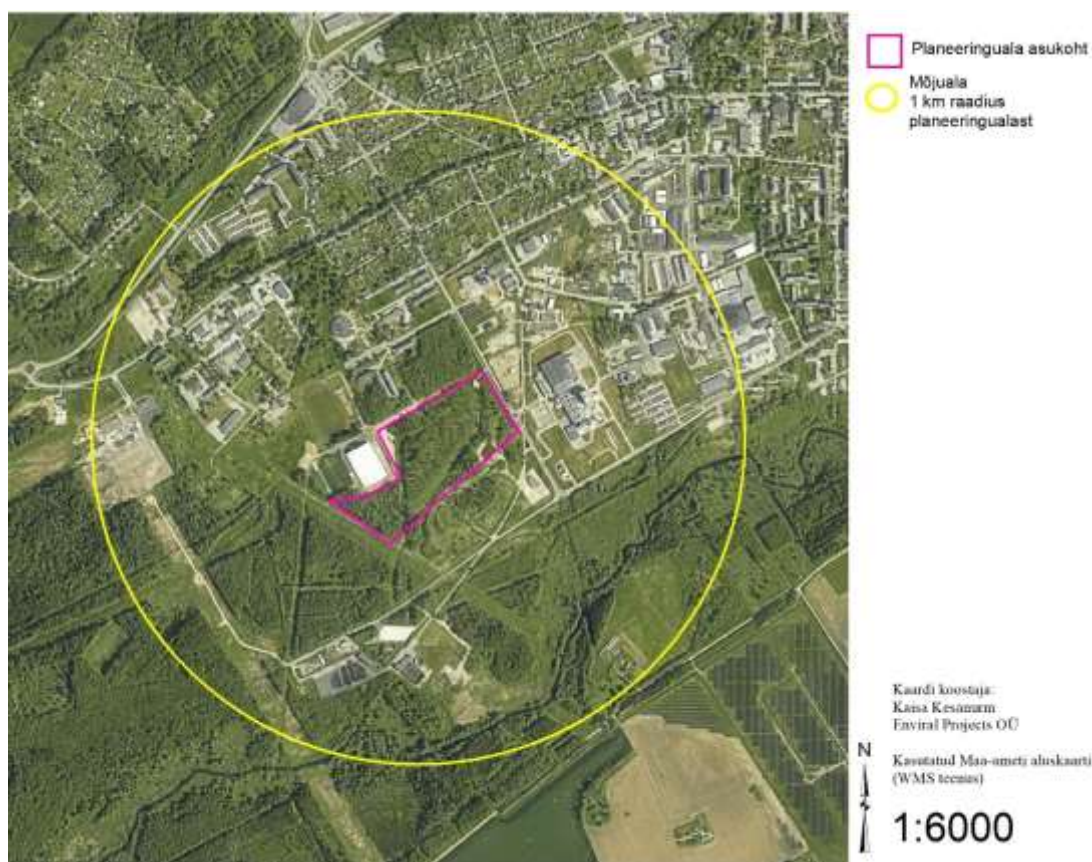 Planeeringuala asukoht
Mõjuala
1 km raadius
planeeringualast
Kaardi koostaja:
Kaisa Kesanurm
Enviral Projects OÜ
N
Kasutatud Maa-ameti aluskaarti
(WMS teenus)
1:6000